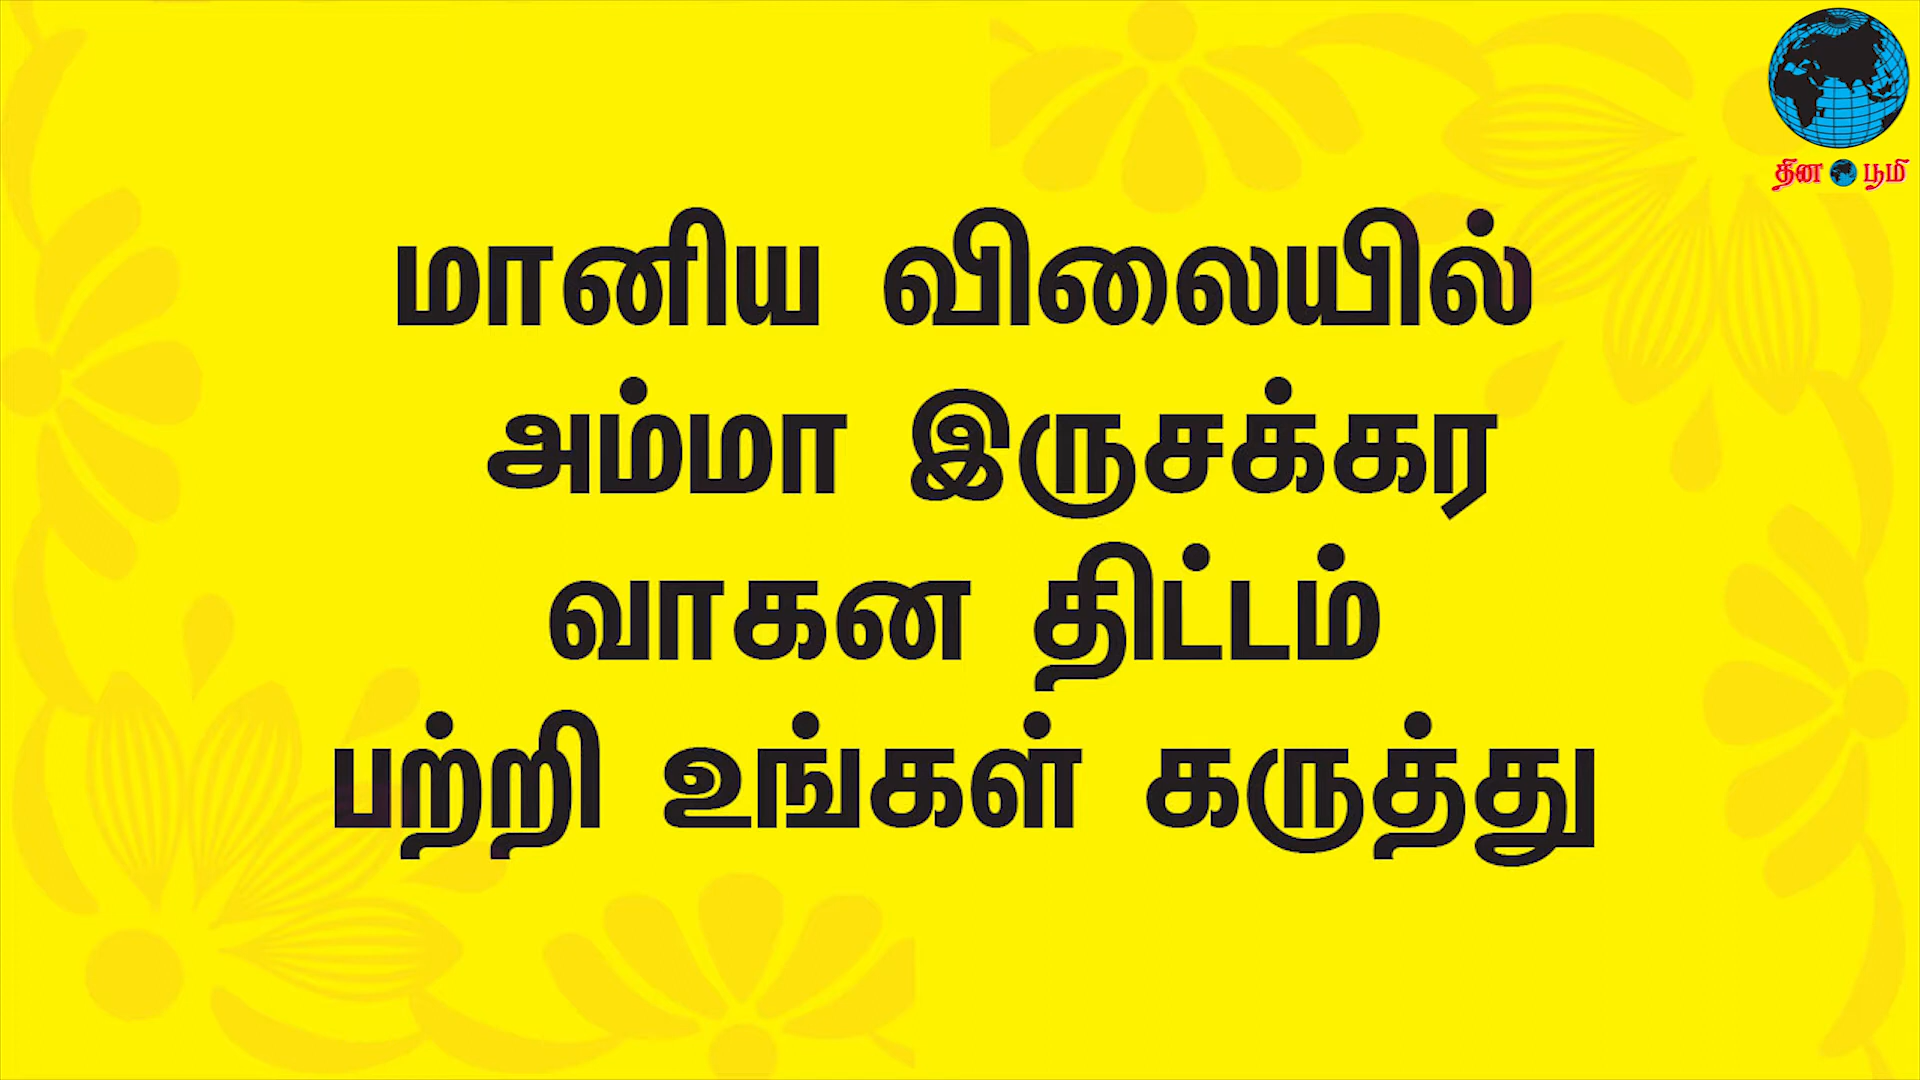 தின பூமி
மானிய விலையில்
அம்மா இருசக்கர
வாகன திட்டம்
பற்றி உங்கள் கருத்து